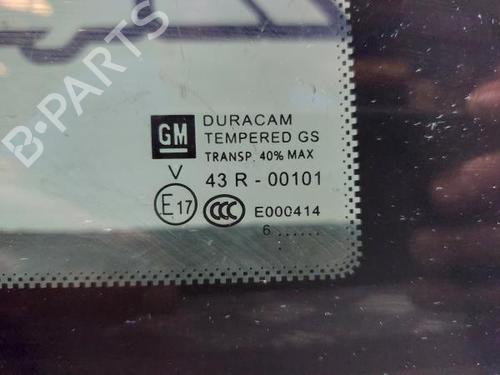 B-PARTS
GM
DURACAM
TEMPERED GS
TRANSP. 40% MAX
V
43 R - 00101
E17
CCC
E000414
6......